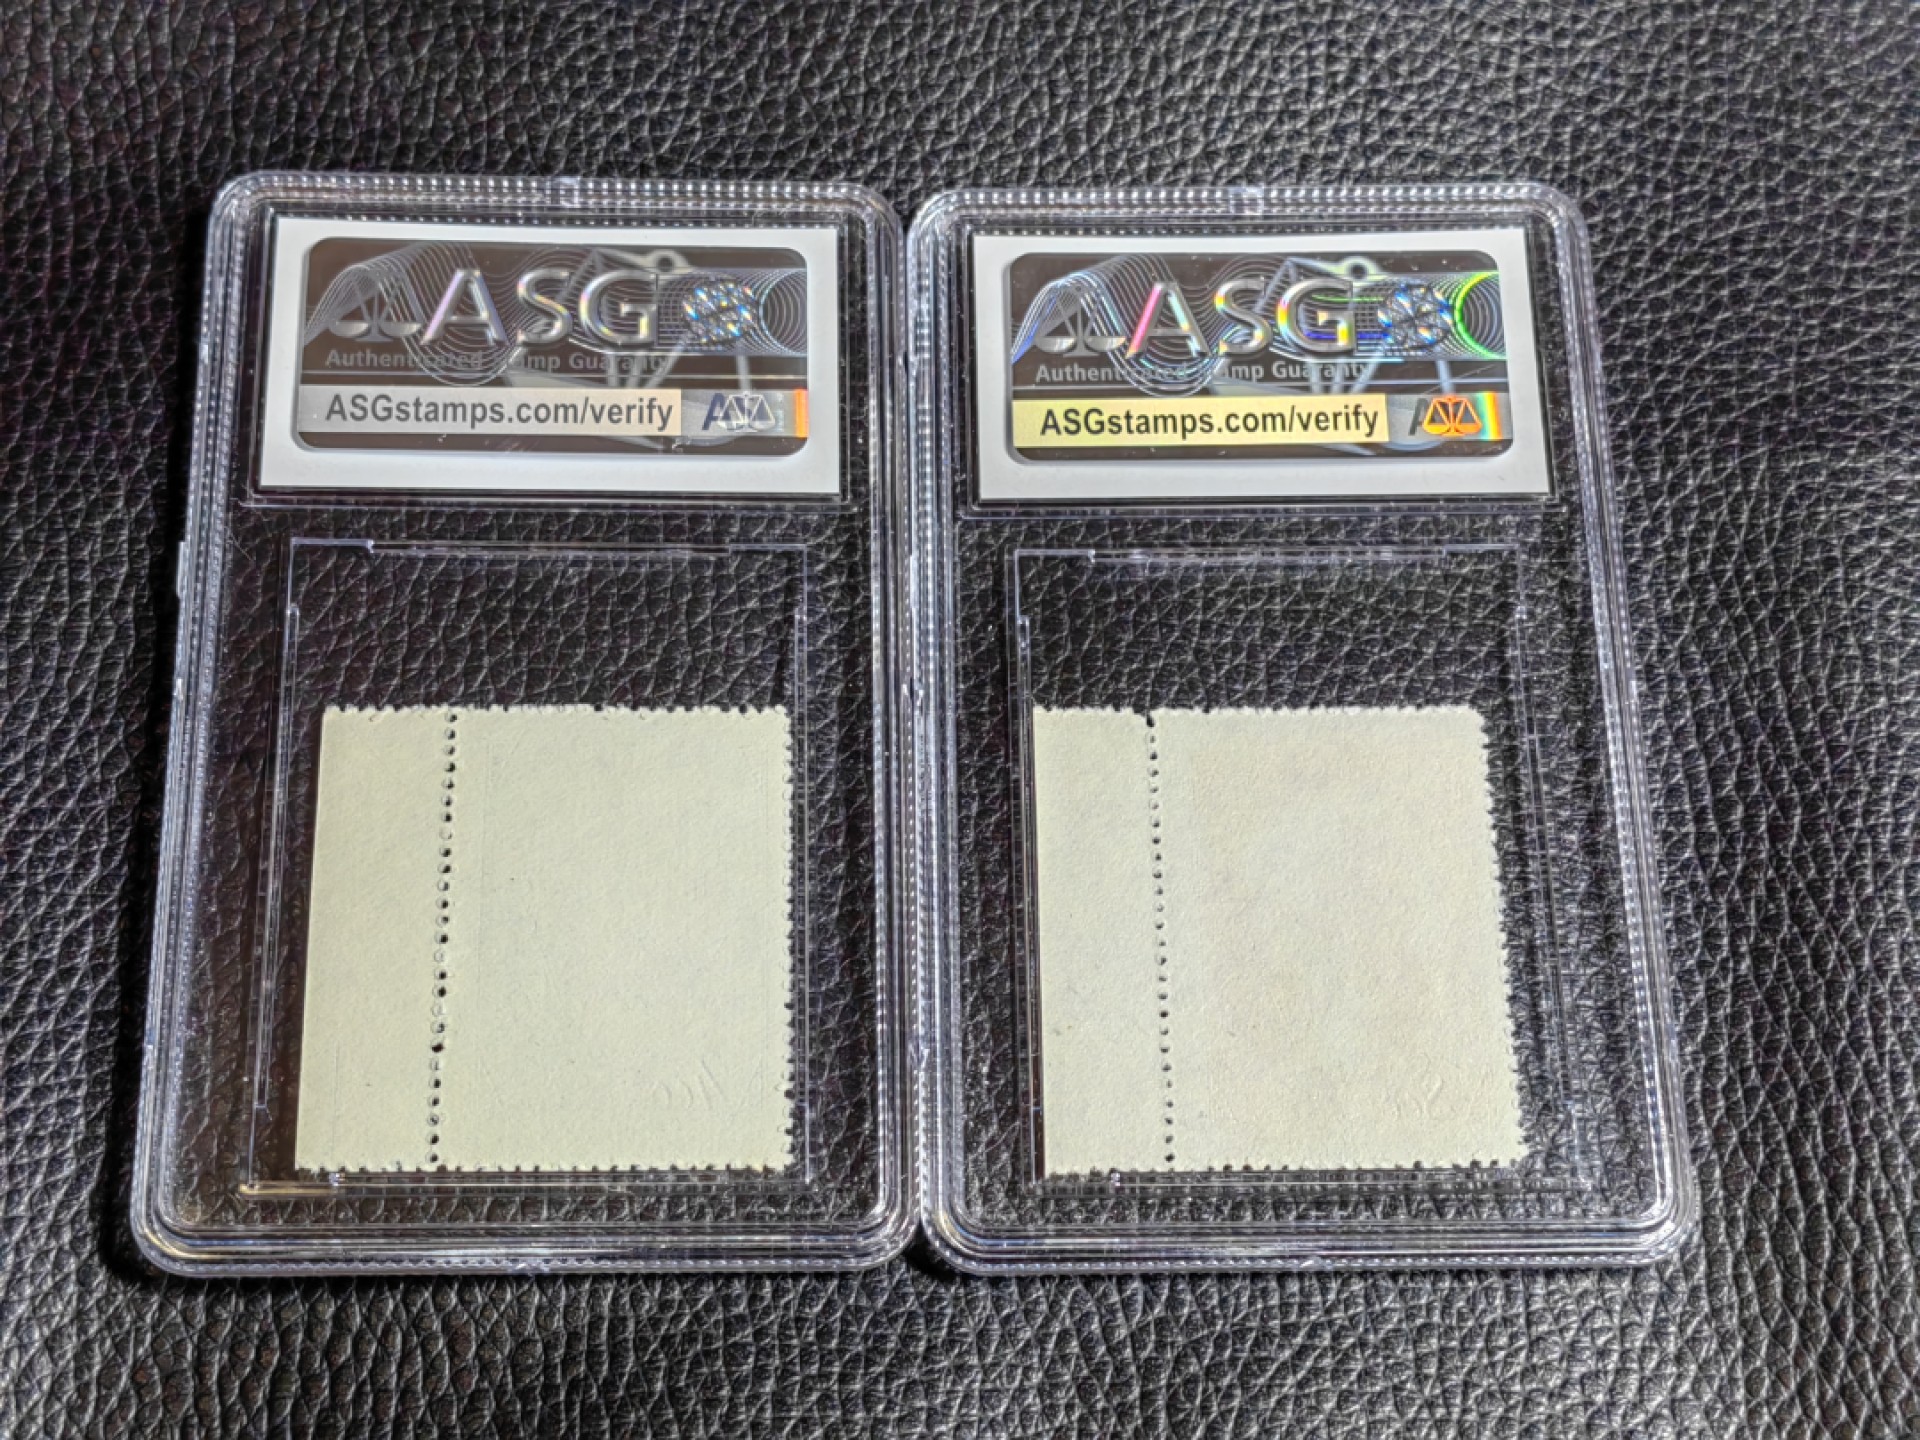 ASG
Authenticated Stamp Guaranty
ASGstamps.com/verify
ASG
Authenticated Stamp Guaranty
ASGstamps.com/verify